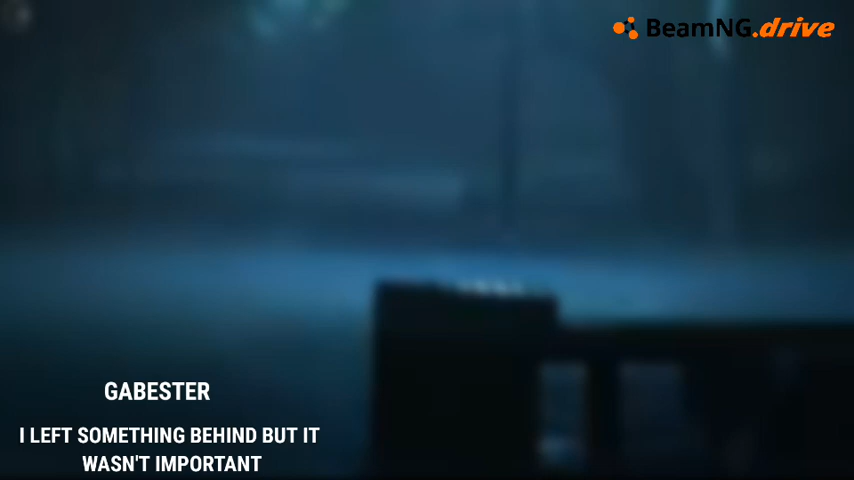 BeamNG.drive
GABESTER
I LEFT SOMETHING BEHIND BUT IT
WASN'T IMPORTANT